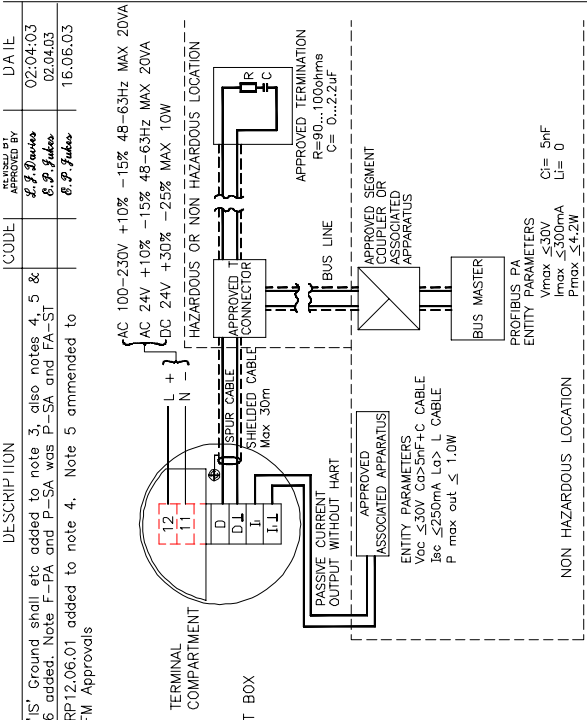 DESCRIPTION
CODE
REVISED BY
APPROVED BY
DATE
'IS' Ground shall etc added to note 3, also notes 4, 5 &
6 added. Note F-PA and P-SA was P-SA and FA-ST
L.J.Davies
E.P.Jukes
02:04:03
02.04.03
RP12.06.01 added to note 4. Note 5 ammended to
FM Approvals
E.P.Jukes
16.06.03
AC 100-230V +10% -15% 48-63Hz MAX 20VA
AC 24V +10% -15% 48-63Hz MAX 20VA
DC 24V +30% -25% MAX 10W
L +
N -
HAZARDOUS OR NON HAZARDOUS LOCATION
TERMINAL
COMPARTMENT
12
11
D
D⊥
I
I⊥
SPUR CABLE
SHIELDED CABLE
Max 30m
APPROVED T
CONNECTOR
R
C
APPROVED TERMINATION
R=90...100ohms
C= 0...2.2uF
BUS LINE
APPROVED SEGMENT
COUPLER OR
ASSOCIATED
APPARATUS
BUS MASTER
PROFIBUS PA
ENTITY PARAMETERS
Vmax ≤30V
Imax ≤300mA
Pmax ≤4.2W
Ci= 5nF
Li= 0
PASSIVE CURRENT
OUTPUT WITHOUT HART
APPROVED
ASSOCIATED APPARATUS
ENTITY PARAMETERS
Voc ≤30V Ca>5nF+C CABLE
Isc ≤250mA La> L CABLE
P max out ≤ 1.0W
T BOX
NON HAZARDOUS LOCATION